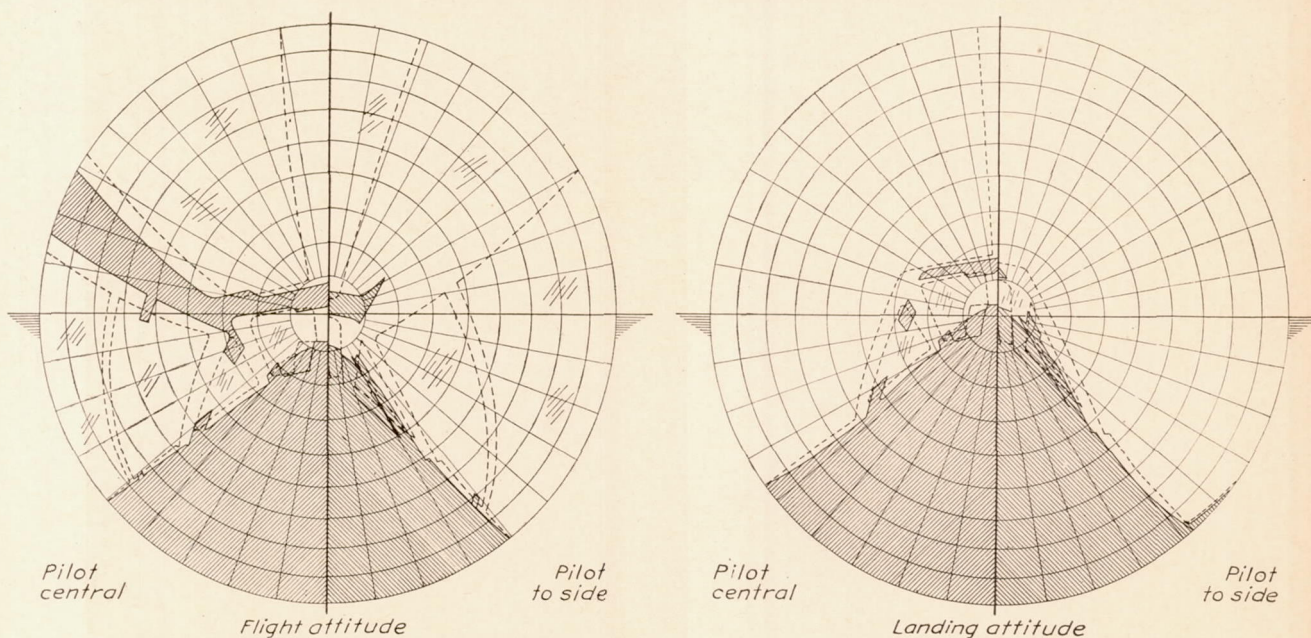 Pilot
central
Pilot
to side
Flight attitude
Pilot
central
Pilot
to side
Landing attitude